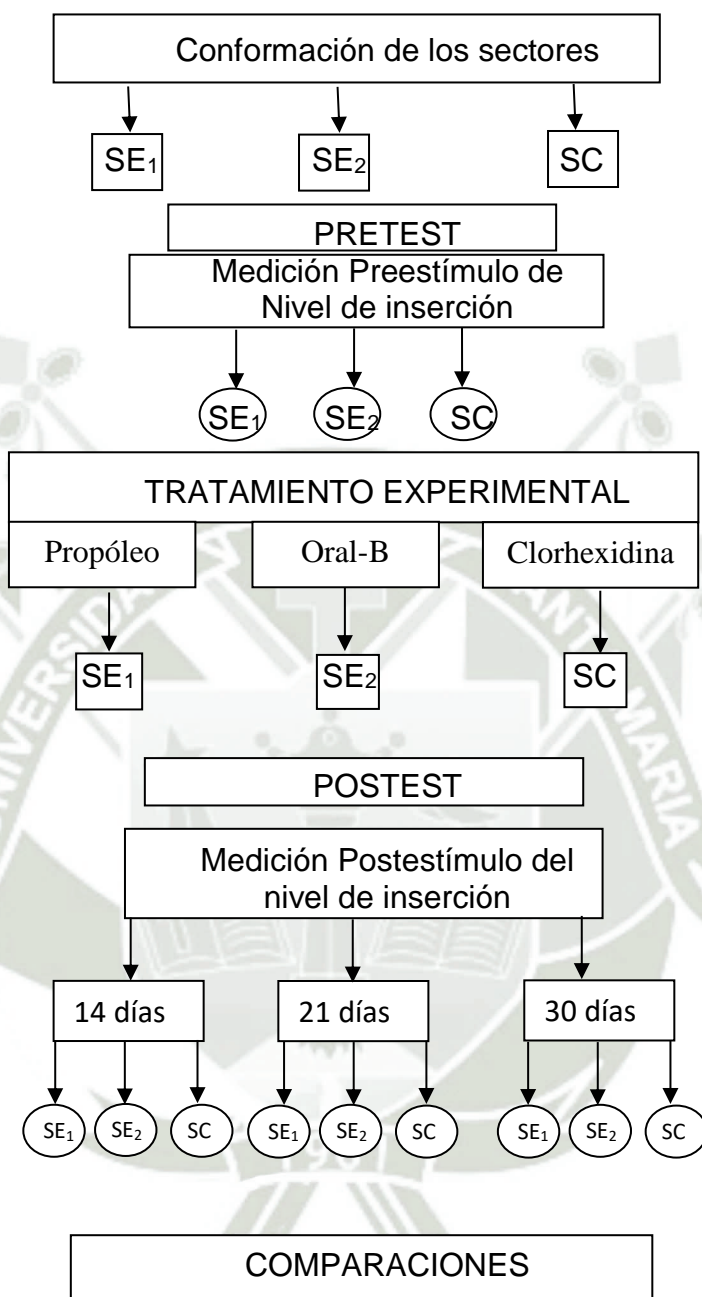 Conformación de los sectores
SE₁ SE₂ SC
PRETEST
Medición Preestímulo de
Nivel de inserción
SE₁ SE₂ SC
TRATAMIENTO EXPERIMENTAL
Propóleo Oral-B Clorhexidina
SE₁ SE₂ SC
POSTEST
Medición Postestímulo del
nivel de inserción
14 días 21 días 30 días
SE₁ SE₂ SC SE₁ SE₂ SC SE₁ SE₂ SC
COMPARACIONES